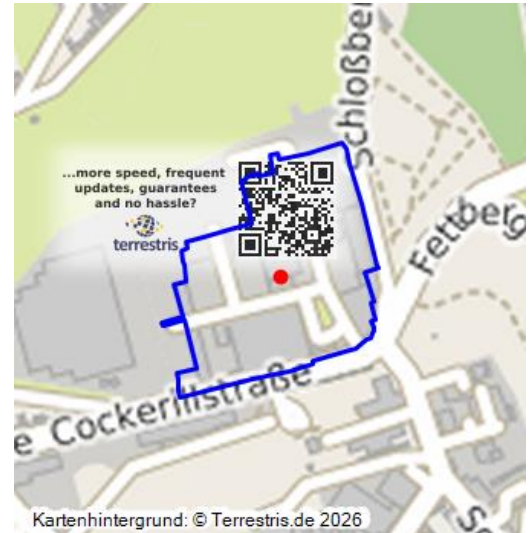 Schloßber
...more speed, frequent
updates, guarantees
and no hassle?
terrestris
Fettberg
e Cockerillstraße
Kartenhintergrund: © Terrestris.de 2026